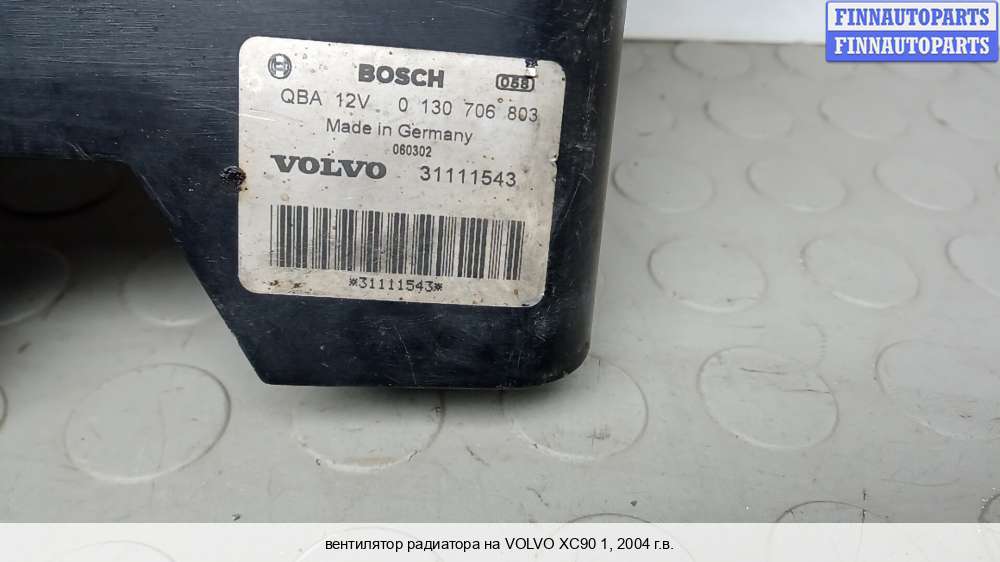 FINNAUTOPARTS
FINNAUTOPARTS
BOSCH 058
QBA 12V 0 130 706 803
Made in Germany
060302
VOLVO 31111543
*31111543*
вентилятор радиатора на VOLVO XC90 1, 2004 г.в.